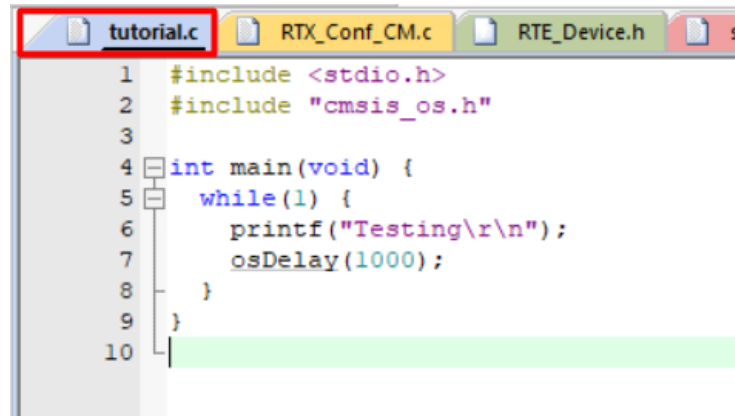 tutorial.c RTX_Conf_CM.c RTE_Device.h s
1 #include <stdio.h>
2 #include "cmsis_os.h"
3
4 int main(void) {
5 while(1) {
6 printf("Testing\r\n");
7 osDelay(1000);
8 }
9 }
10